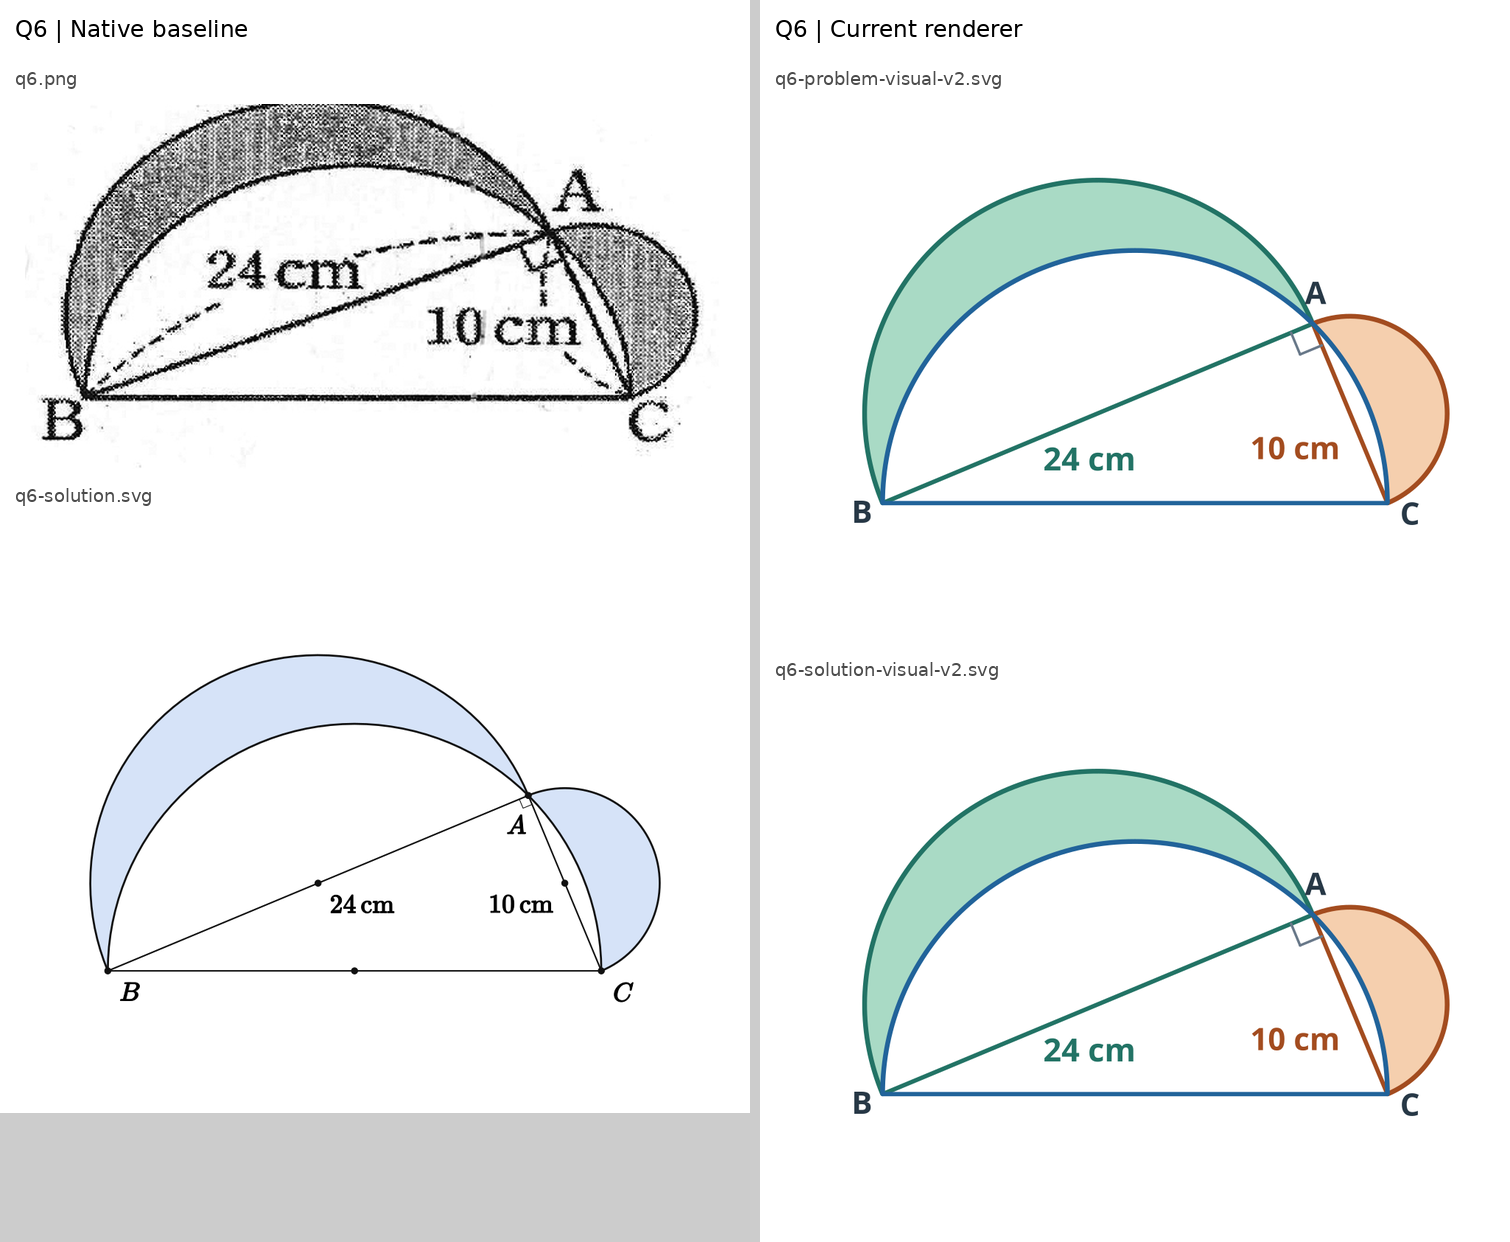 Q6 | Native baseline
q6.png
A
24 cm
10 cm
B
C
q6-solution.svg
A
24 cm
10 cm
B
C
Q6 | Current renderer
q6-problem-visual-v2.svg
A
24 cm
10 cm
B
C
q6-solution-visual-v2.svg
A
24 cm
10 cm
B
C